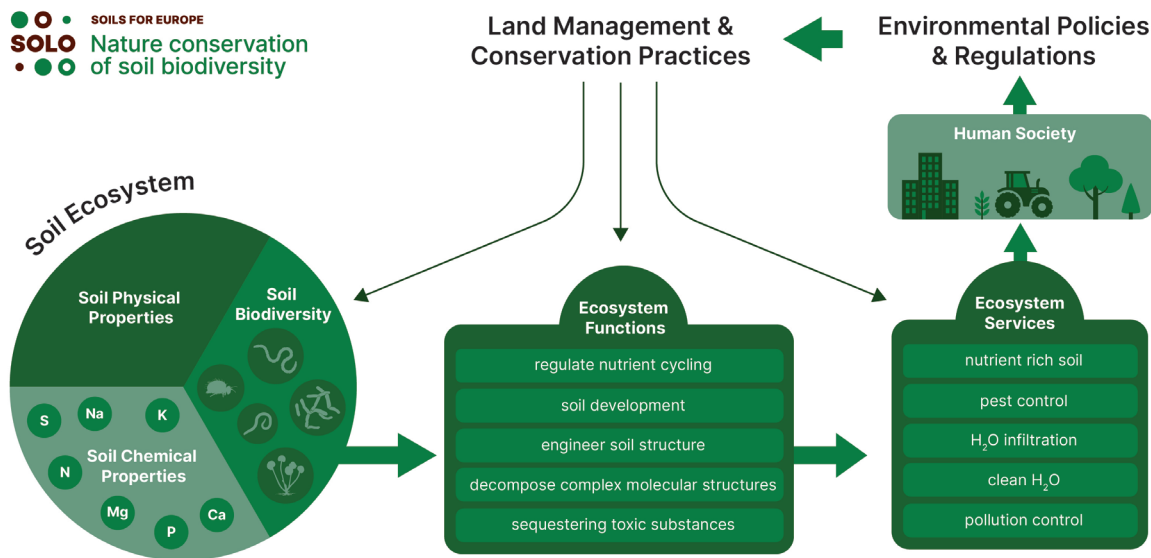 SOILS FOR EUROPE
SOLO
Nature conservation
of soil biodiversity
Land Management &
Conservation Practices
Environmental Policies
& Regulations
Human Society
Soil Ecosystem
Soil Physical
Properties
Soil
Biodiversity
S
Na
K
Soil Chemical
Properties
N
Mg
P
Ca
Ecosystem
Functions
regulate nutrient cycling
soil development
engineer soil structure
decompose complex molecular structures
sequestering toxic substances
Ecosystem
Services
nutrient rich soil
pest control
H₂O infiltration
clean H₂O
pollution control